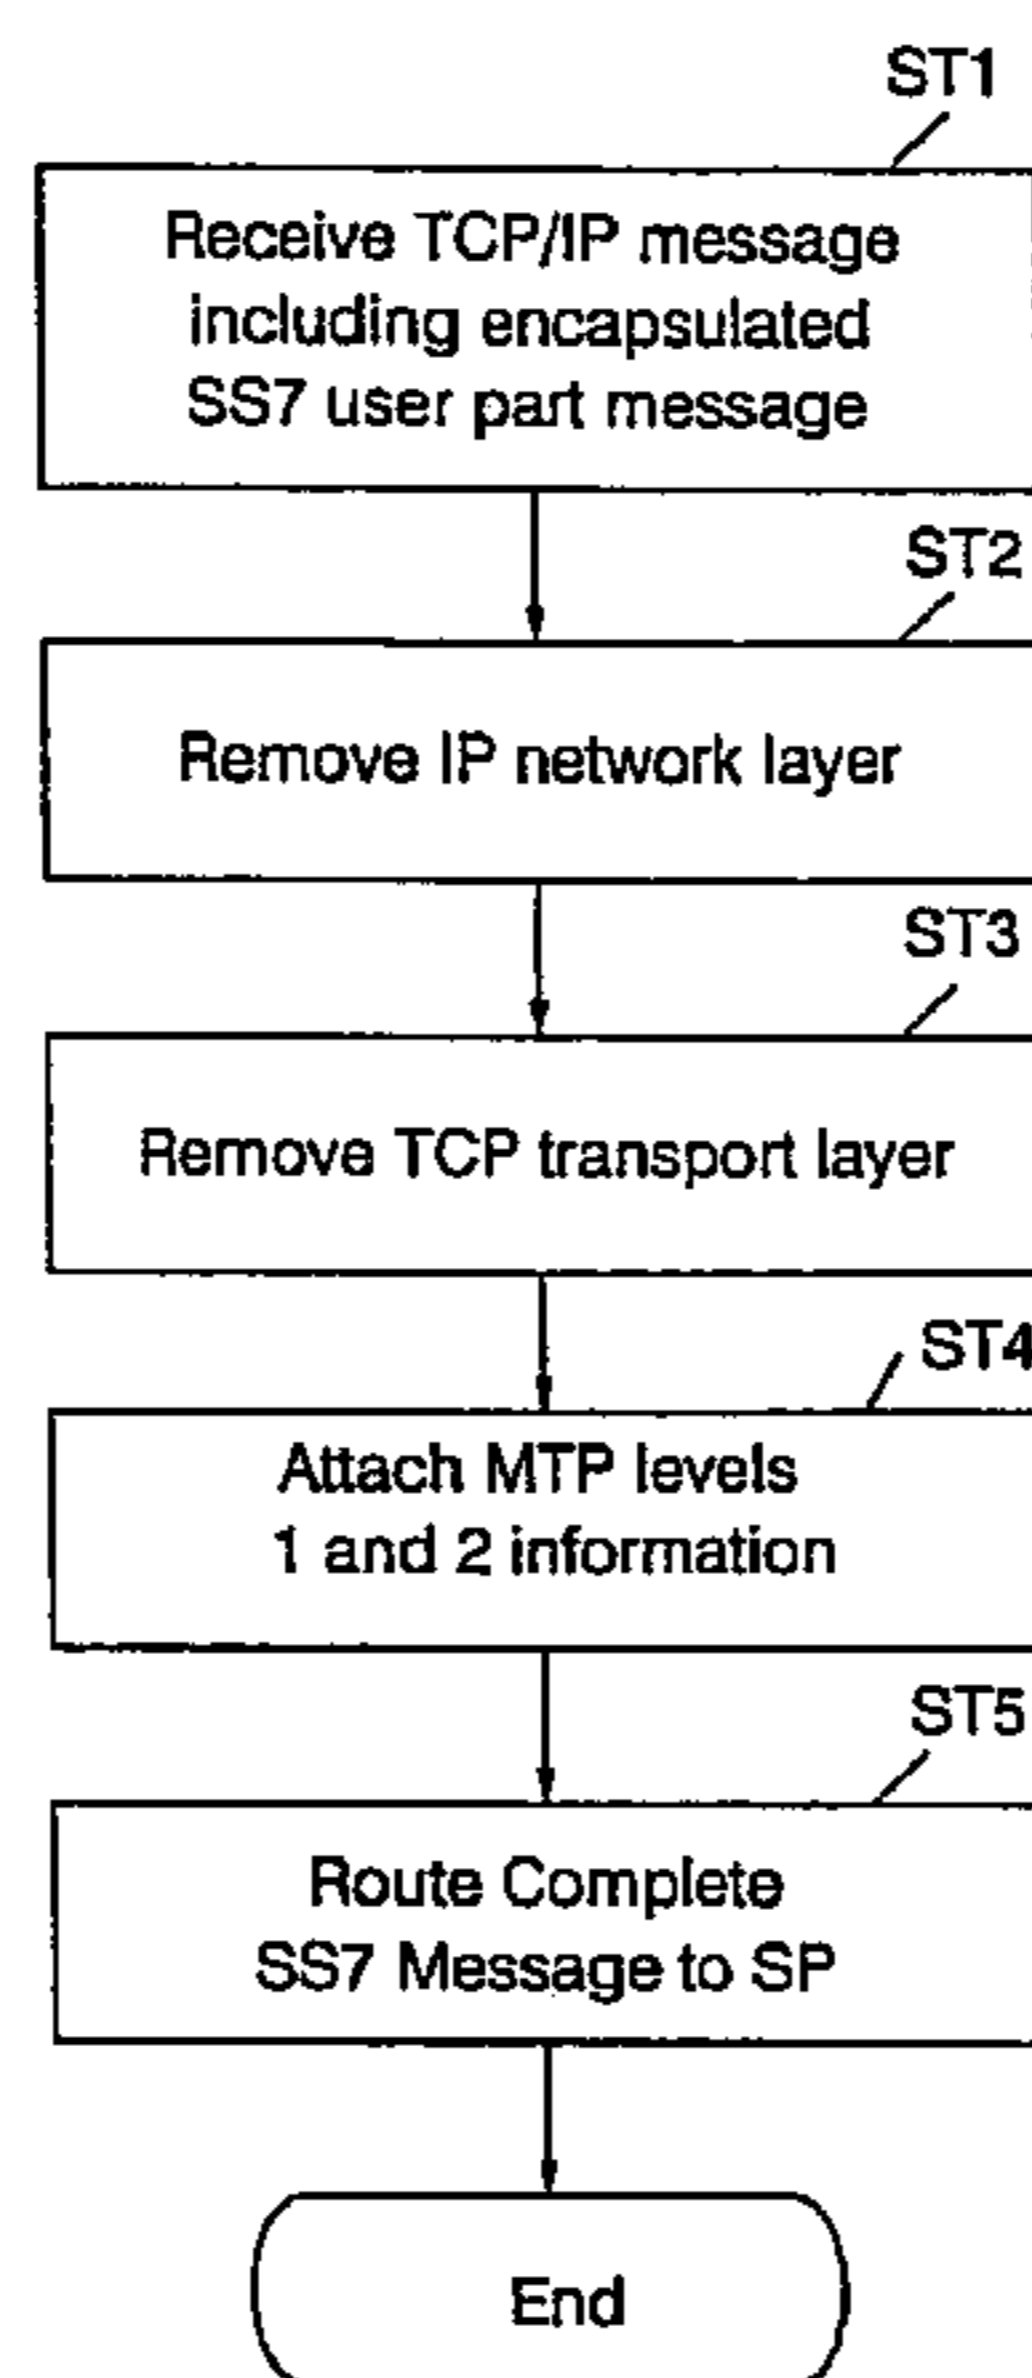 ST1
Receive TCP/IP message
including encapsulated
SS7 user part message
ST2
Remove IP network layer
ST3
Remove TCP transport layer
ST4
Attach MTP levels
1 and 2 information
ST5
Route Complete
SS7 Message to SP
End